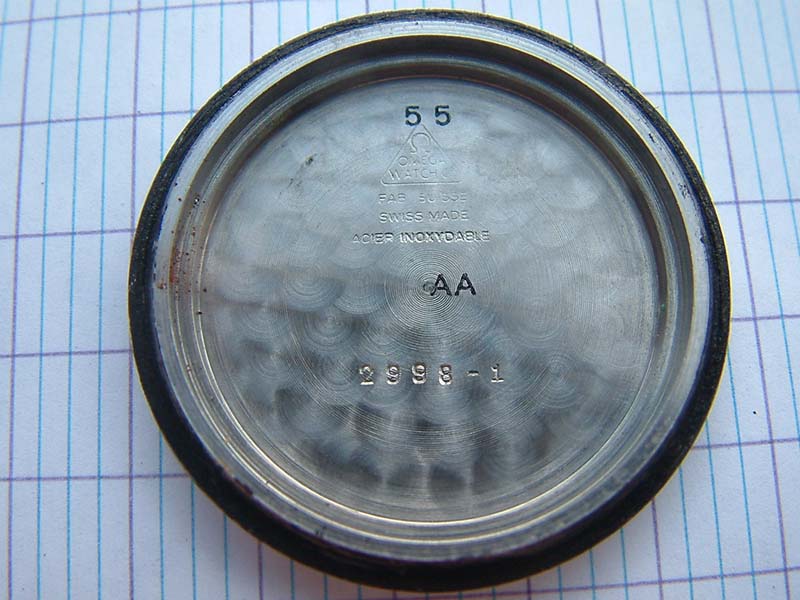 55
Ω
OMEGA
WATCH
FAB SUISSE
SWISS MADE
ACIER INOXYDABLE
AA
2998-1